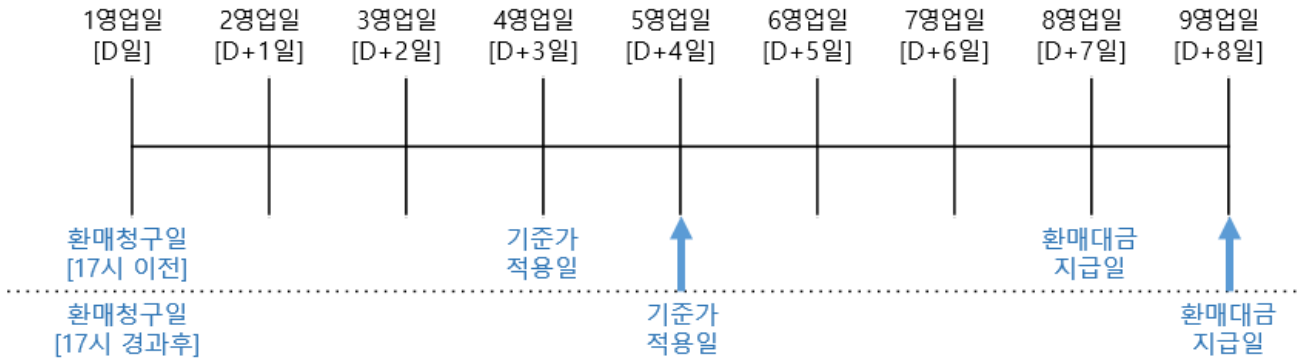 1영업일 2영업일 3영업일 4영업일 5영업일 6영업일 7영업일 8영업일 9영업일
[D일] [D+1일] [D+2일] [D+3일] [D+4일] [D+5일] [D+6일] [D+7일] [D+8일]
환매청구일 기준가 환매대금
[17시 이전] 적용일 지급일
환매청구일 기준가 환매대금
[17시 경과후] 적용일 지급일